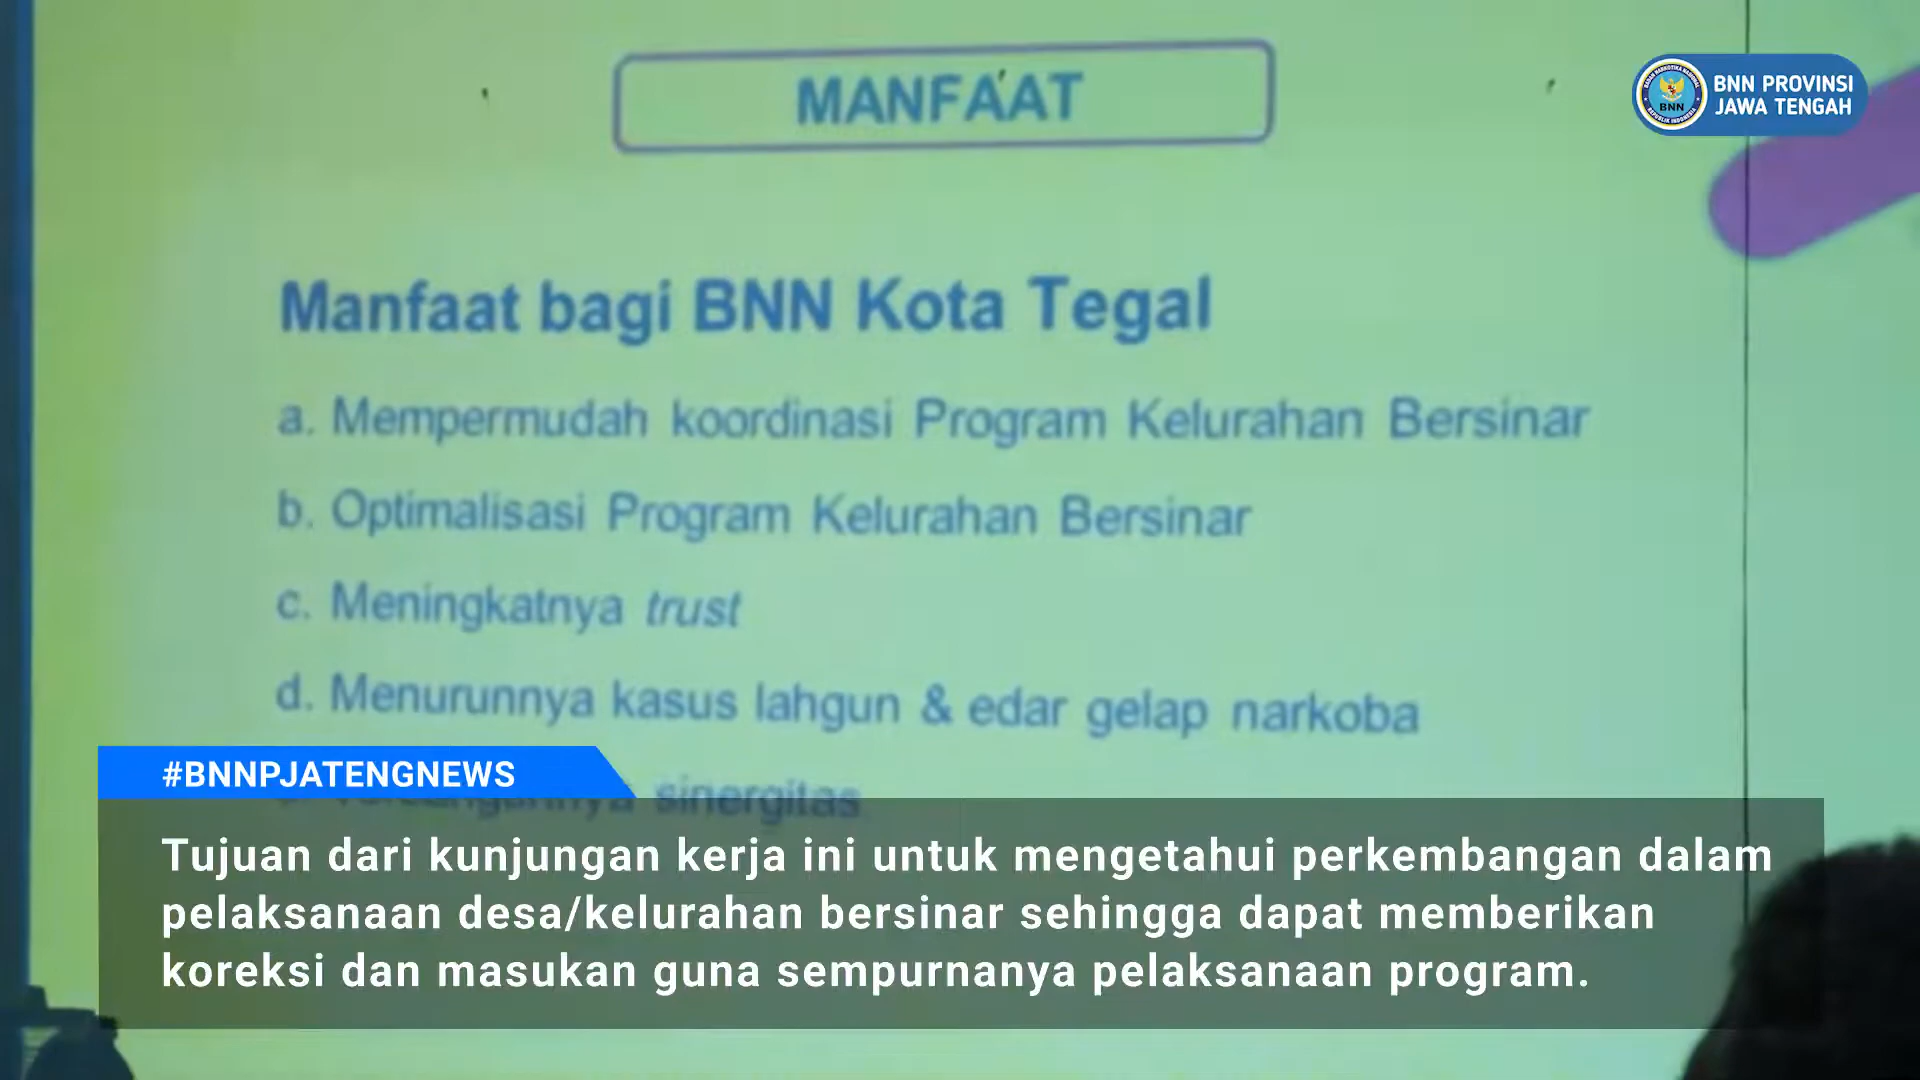 MANFAAT
BNN PROVINSI
JAWA TENGAH
BNN
Manfaat bagi BNN Kota Tegal
a. Mempermudah koordinasi Program Kelurahan Bersinar
b. Optimalisasi Program Kelurahan Bersinar
c. Meningkatnya trust
d. Menurunnya kasus lahgun & edar gelap narkoba
sinergitas
#BNNPJATENGNEWS
Tujuan dari kunjungan kerja ini untuk mengetahui perkembangan dalam
pelaksanaan desa/kelurahan bersinar sehingga dapat memberikan
koreksi dan masukan guna sempurnanya pelaksanaan program.